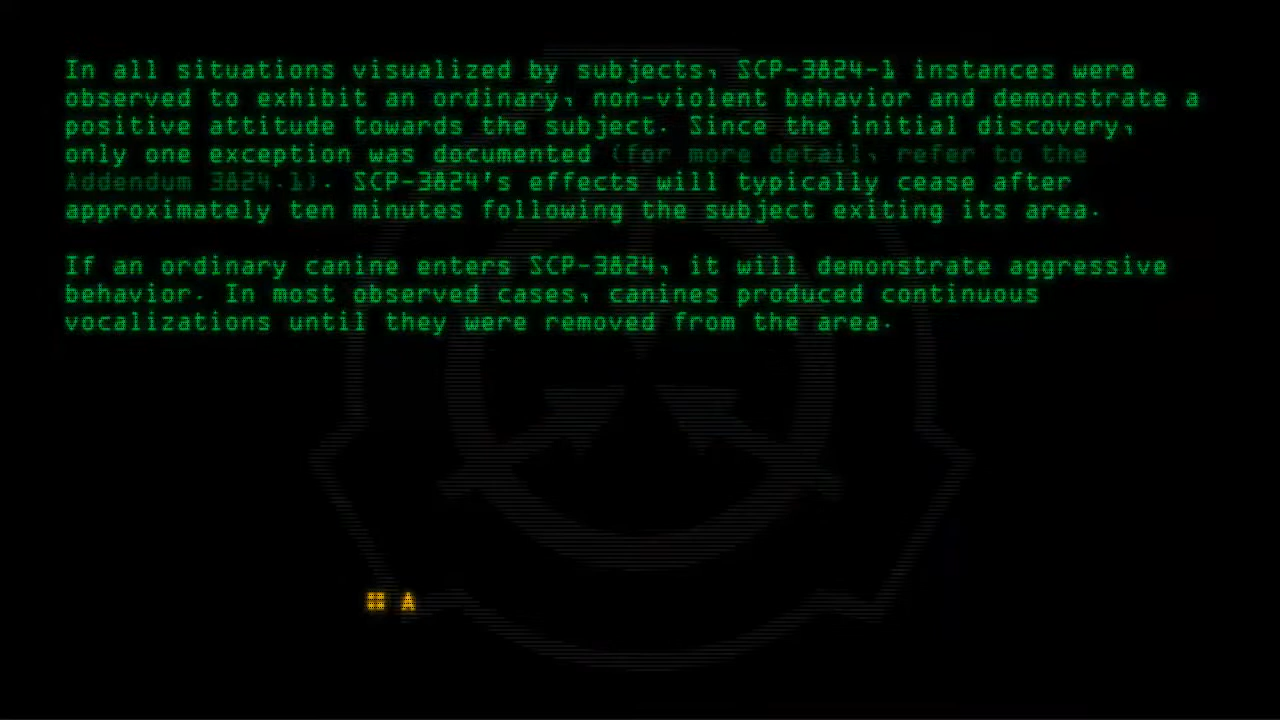 In all situations visualized by subjects, SCP-3824-1 instances were
observed to exhibit an ordinary, non-violent behavior and demonstrate a
positive attitude towards the subject. Since the initial discovery,
only one exception was documented (for more detail, refer to the
Addendum 3824.1). SCP-3824's effects will typically cease after
approximately ten minutes following the subject exiting its area.
If an ordinary canine enters SCP-3824, it will demonstrate aggressive
behavior. In most observed cases, canines produced continuous
vocalizations until they were removed from the area.
A